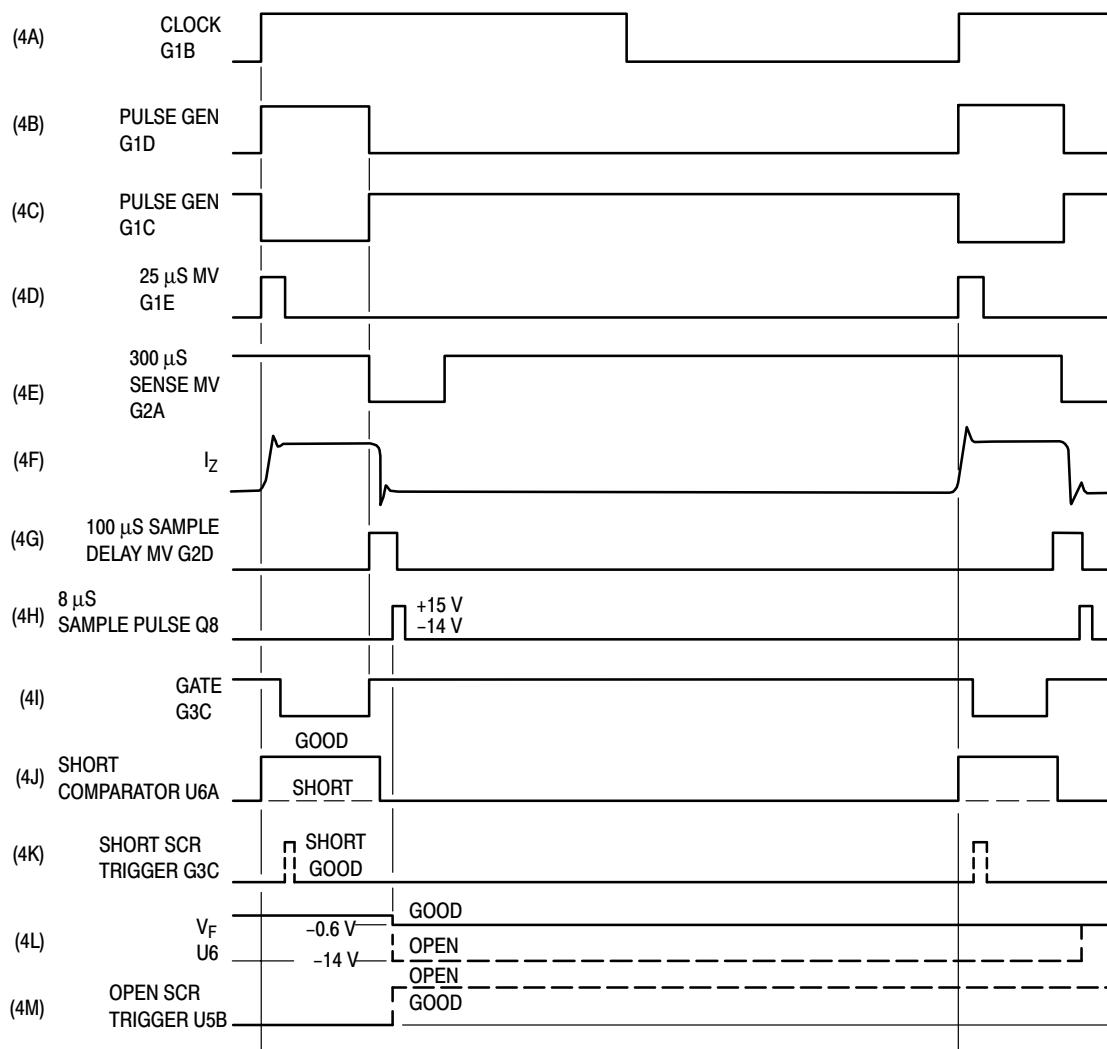 (4A) CLOCK
G1B
(4B) PULSE GEN
G1D
(4C) PULSE GEN
G1C
(4D) 25 μS MV
G1E
(4E) 300 μS
SENSE MV
G2A
(4F) IZ
(4G) 100 μS SAMPLE
DELAY MV G2D
(4H) 8 μS
SAMPLE PULSE Q8
+15 V
−14 V
(4I) GATE
G3C
GOOD
(4J) SHORT
COMPARATOR U6A
SHORT
(4K) SHORT SCR
TRIGGER G3C
SHORT
GOOD
(4L) VF
U6
−0.6 V
−14 V
GOOD
OPEN
(4M) OPEN SCR
TRIGGER U5B
OPEN
GOOD